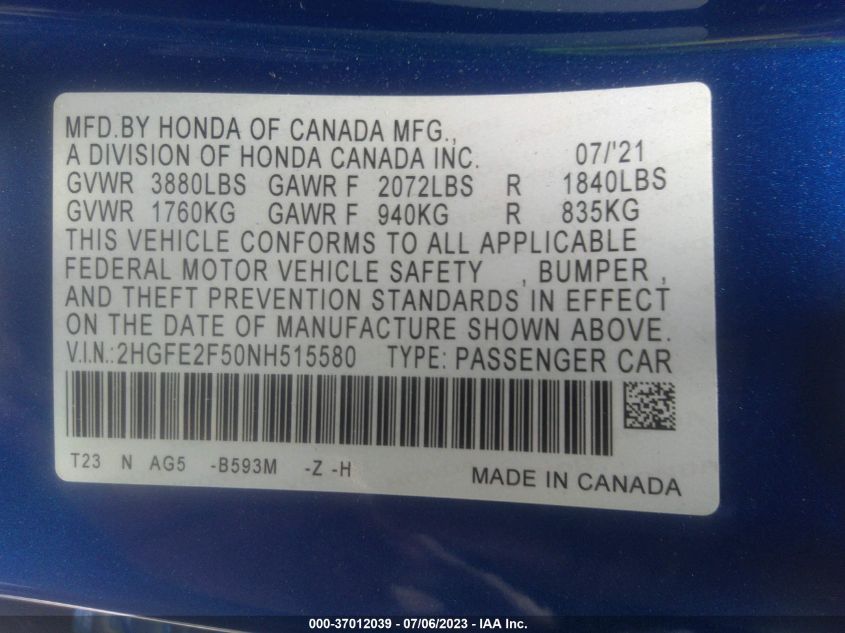 MFD.BY HONDA OF CANADA MFG.,
A DIVISION OF HONDA CANADA INC. 07/'21
GVWR 3880LBS GAWR F 2072LBS R 1840LBS
GVWR 1760KG GAWR F 940KG R 835KG
THIS VEHICLE CONFORMS TO ALL APPLICABLE
FEDERAL MOTOR VEHICLE SAFETY , BUMPER ,
AND THEFT PREVENTION STANDARDS IN EFFECT
ON THE DATE OF MANUFACTURE SHOWN ABOVE.
V.I.N.:2HGFE2F50NH515580 TYPE: PASSENGER CAR
T23 N AG5 -B593M -Z -H
MADE IN CANADA
000-37012039 - 07/06/2023 - IAA Inc.